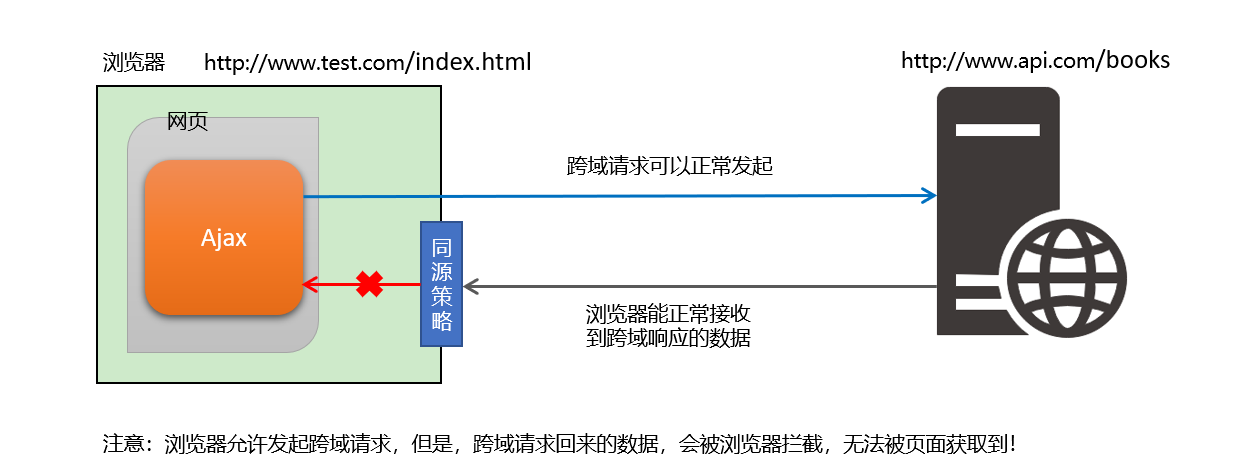 浏览器 http://www.test.com/index.html
http://www.api.com/books
网页
跨域请求可以正常发起
Ajax
同
源
策
略
浏览器能正常接收
到跨域响应的数据
注意：浏览器允许发起跨域请求，但是，跨域请求回来的数据，会被浏览器拦截，无法被页面获取到！